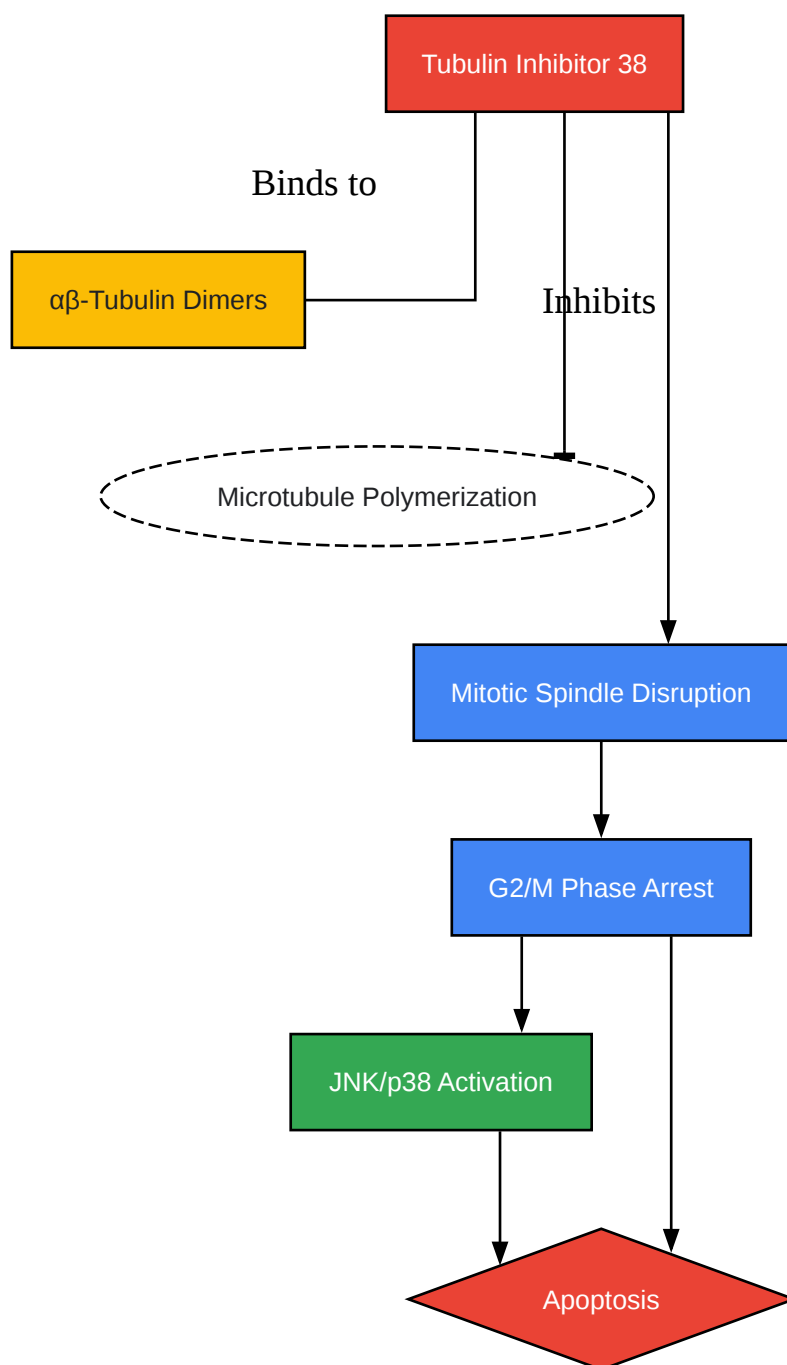 Tubulin Inhibitor 38
Binds to
αβ-Tubulin Dimers
Inhibits
Microtubule Polymerization
Mitotic Spindle Disruption
G2/M Phase Arrest
JNK/p38 Activation
Apoptosis